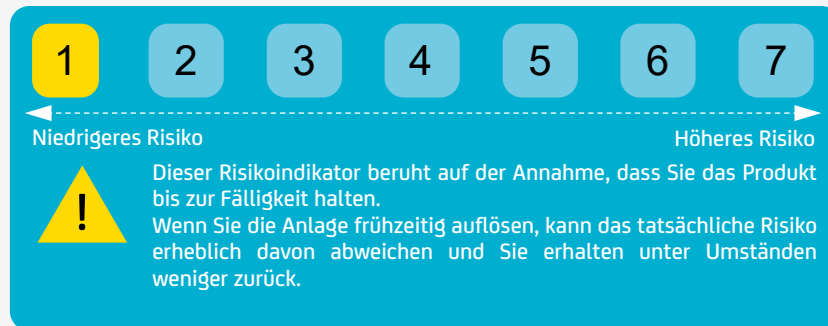 1 2 3 4 5 6 7
Niedrigeres Risiko Höheres Risiko
Dieser Risikoindikator beruht auf der Annahme, dass Sie das Produkt
bis zur Fälligkeit halten.
!
Wenn Sie die Anlage frühzeitig auflösen, kann das tatsächliche Risiko
erheblich davon abweichen und Sie erhalten unter Umständen
weniger zurück.